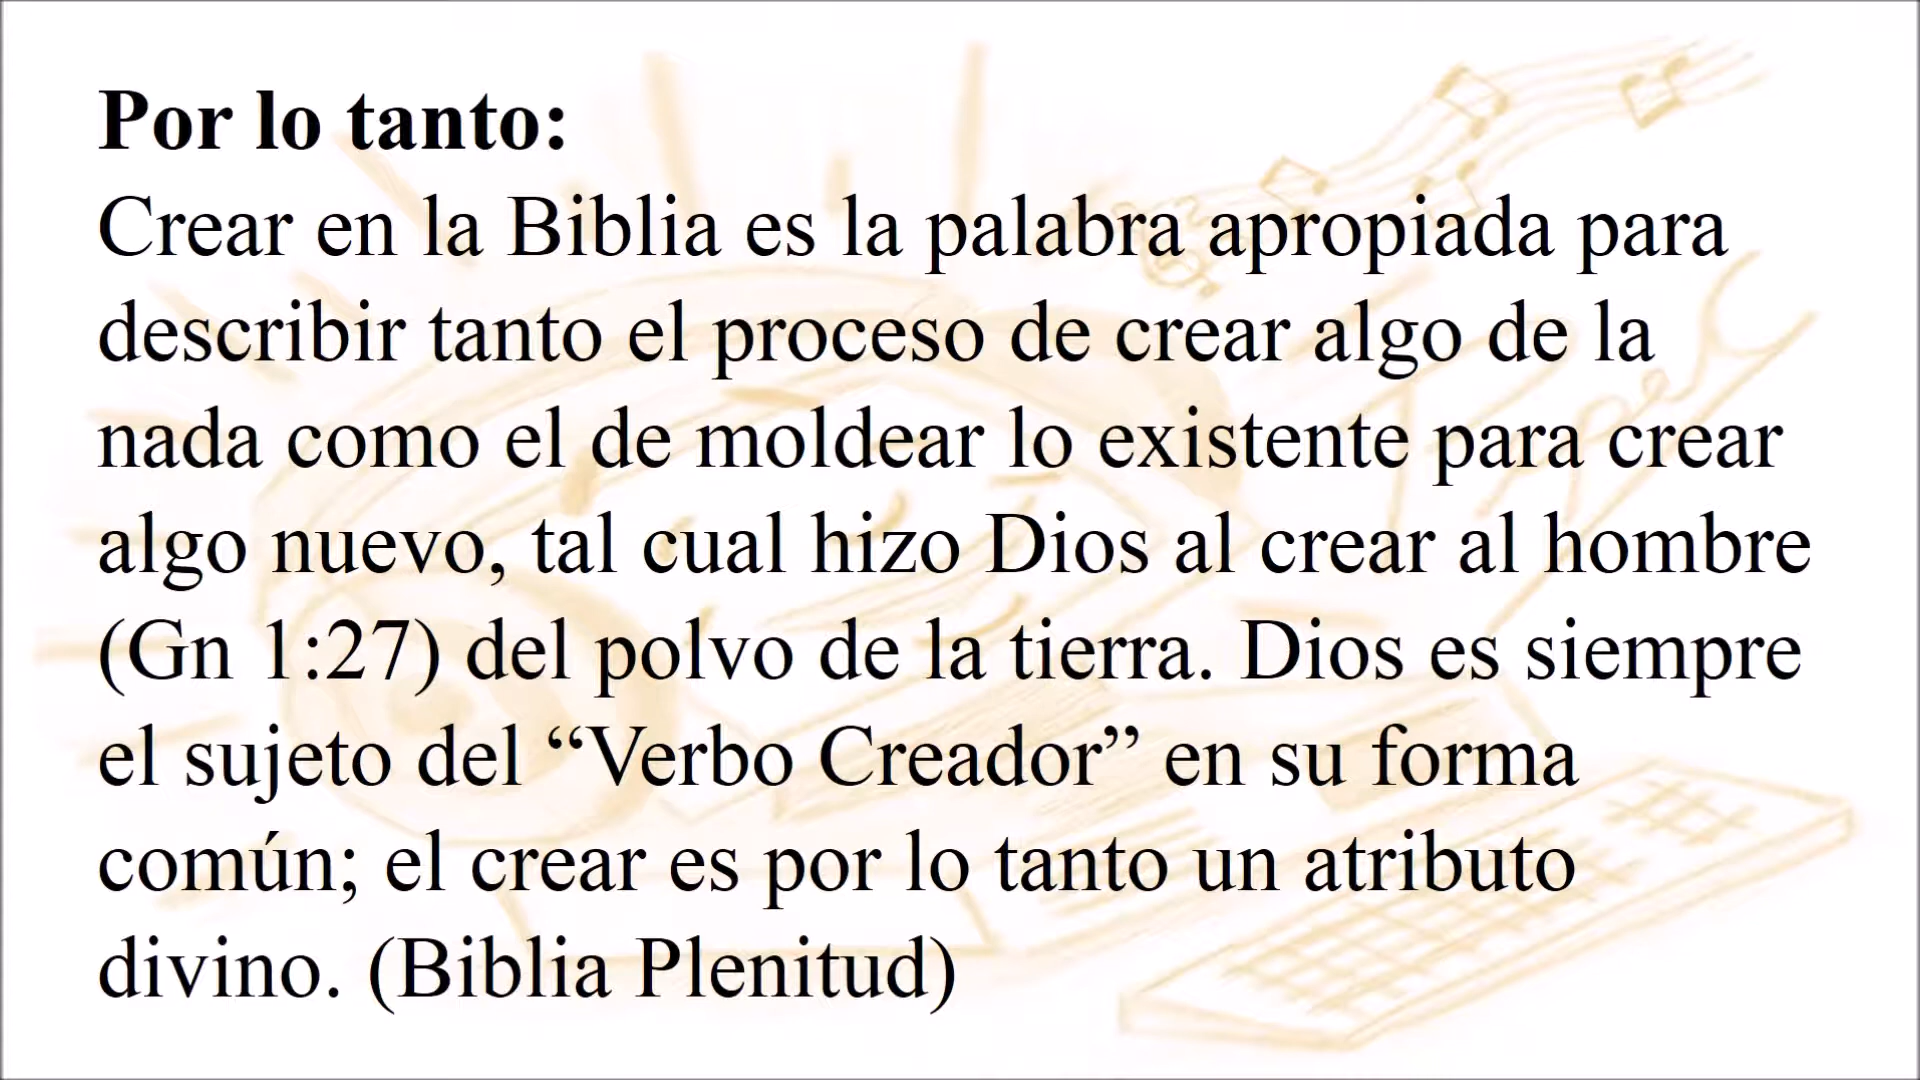 Por lo tanto:
Crear en la Biblia es la palabra apropiada para
describir tanto el proceso de crear algo de la
nada como el de moldear lo existente para crear
algo nuevo, tal cual hizo Dios al crear al hombre
(Gn 1:27) del polvo de la tierra. Dios es siempre
el sujeto del “Verbo Creador” en su forma
común; el crear es por lo tanto un atributo
divino. (Biblia Plenitud)